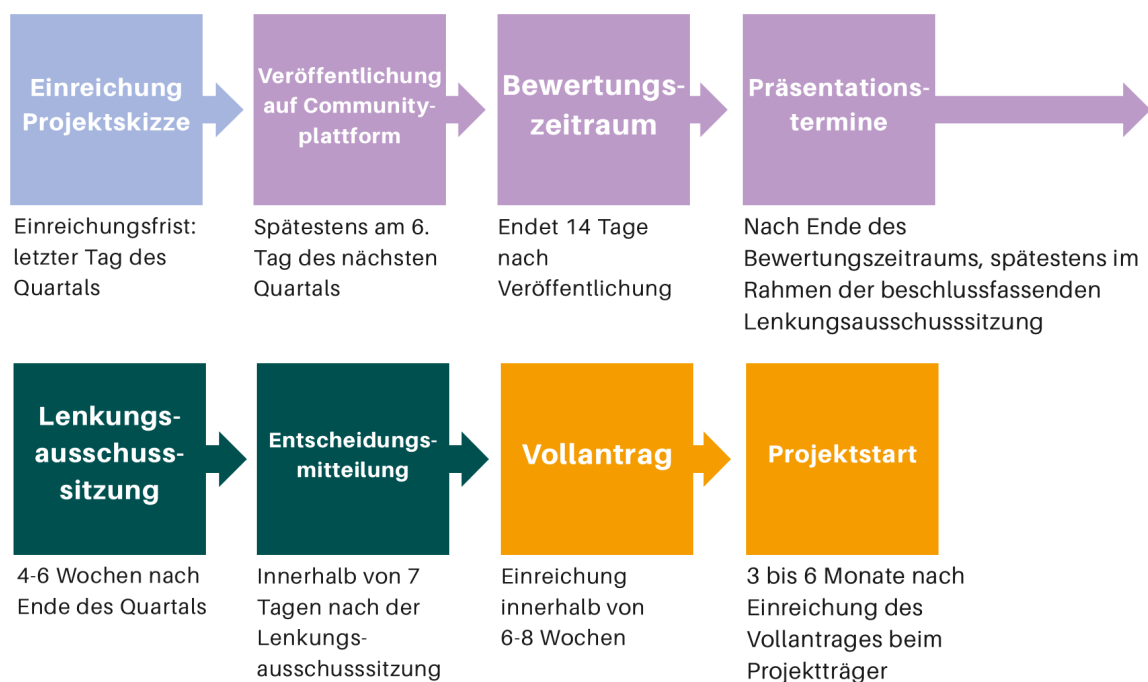 Einreichung
Projektskizze
Veröffentlichung
auf Community-
plattform
Bewertungs-
zeitraum
Präsentations-
termine
Einreichungsfrist:
letzter Tag des
Quartals
Spätestens am 6.
Tag des nächsten
Quartals
Endet 14 Tage
nach
Veröffentlichung
Nach Ende des
Bewertungszeitraums, spätestens im
Rahmen der beschlussfassenden
Lenkungsausschusssitzung
Lenkungs-
ausschuss-
sitzung
Entscheidungs-
mitteilung
Vollantrag
Projektstart
4-6 Wochen nach
Ende des Quartals
Innerhalb von 7
Tagen nach der
Lenkungs-
ausschusssitzung
Einreichung
innerhalb von
6-8 Wochen
3 bis 6 Monate nach
Einreichung des
Vollantrages beim
Projektträger